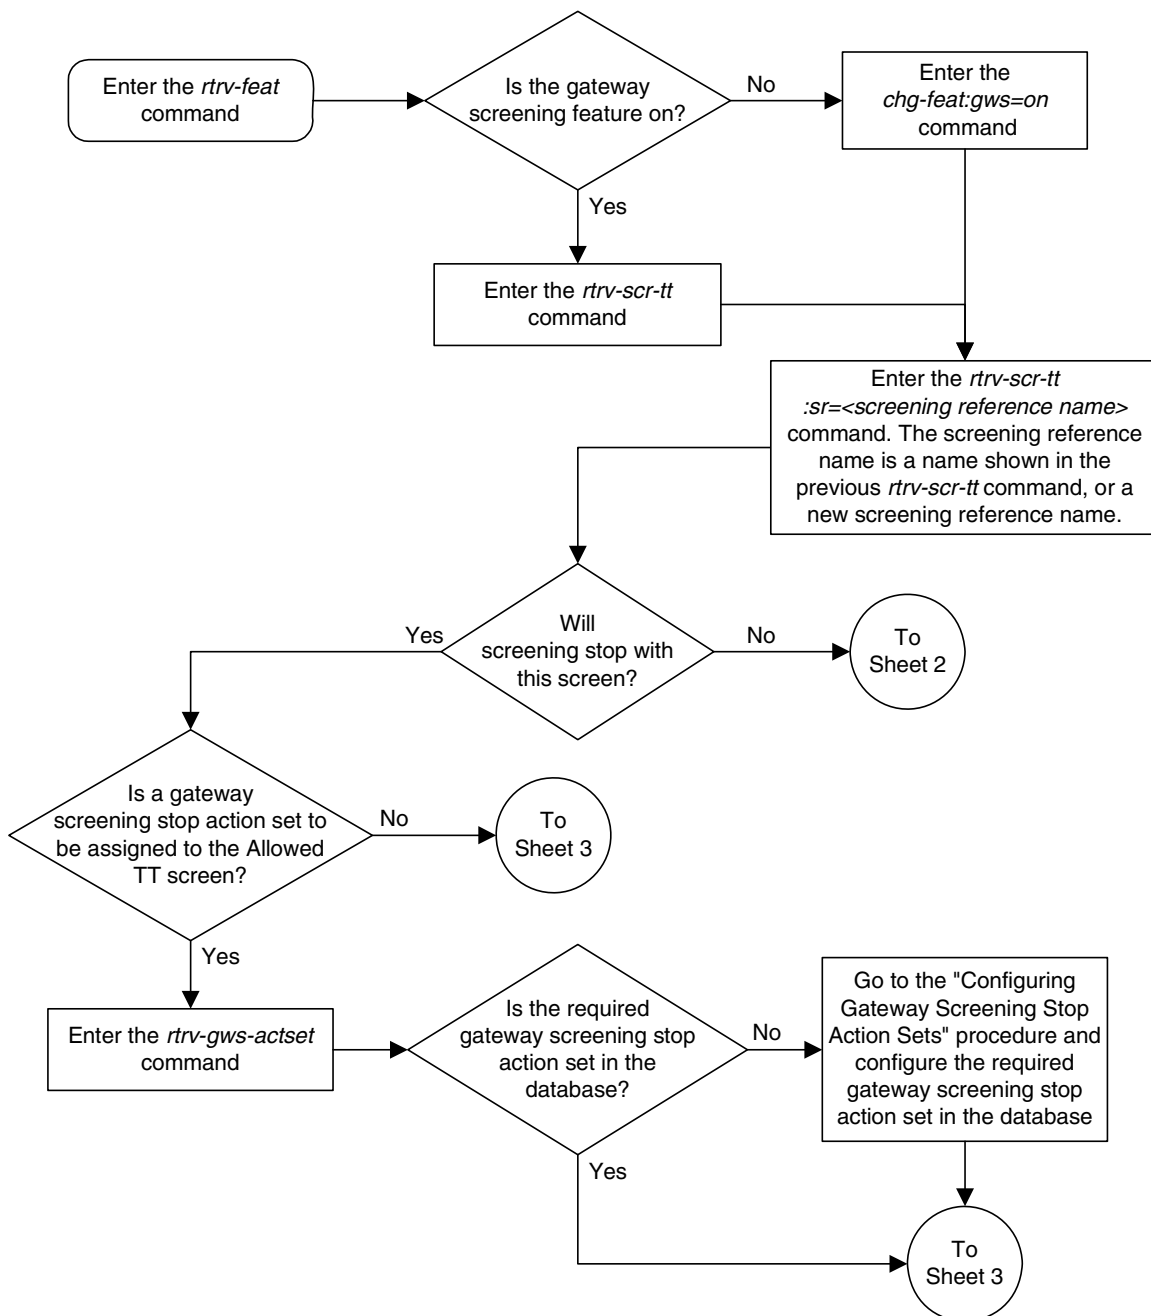 Enter the rtrv-feat
command
Is the gateway
screening feature on?
No
Enter the
chg-feat:gws=on
command
Yes
Enter the rtrv-scr-tt
command
Enter the rtrv-scr-tt
:sr=<screening reference name>
command. The screening reference
name is a name shown in the
previous rtrv-scr-tt command, or a
new screening reference name.
Will
screening stop with
this screen?
Yes
No
To
Sheet 2
Is a gateway
screening stop action set to
be assigned to the Allowed
TT screen?
No
To
Sheet 3
Yes
Enter the rtrv-gws-actset
command
Is the required
gateway screening stop
action set in the
database?
No
Go to the "Configuring
Gateway Screening Stop
Action Sets" procedure and
configure the required
gateway screening stop
action set in the database
Yes
To
Sheet 3